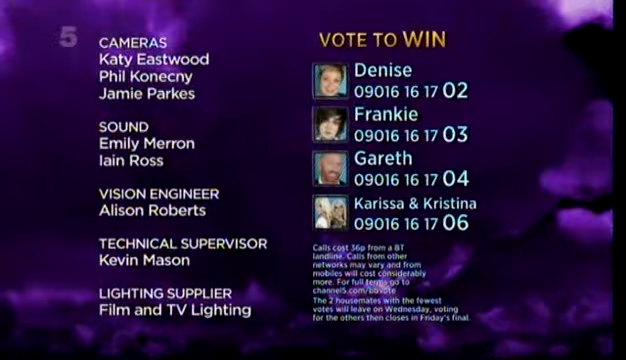 5
CAMERAS
Katy Eastwood
Phil Konecny
Jamie Parkes
SOUND
Emily Merron
Iain Ross
VISION ENGINEER
Alison Roberts
TECHNICAL SUPERVISOR
Kevin Mason
LIGHTING SUPPLIER
Film and TV Lighting
VOTE TO WIN
Denise
09016 16 17 02
Frankie
09016 16 17 03
Gareth
09016 16 17 04
Karissa & Kristina
09016 16 17 06
Calls cost 36p from a BT
landline. Calls from other
networks may vary and from
mobiles will cost considerably
more. For full terms go to
channel5.com/bbvote
The 2 housemates with the fewest
votes will leave on Wednesday, voting
for the others then closes in Friday's final.